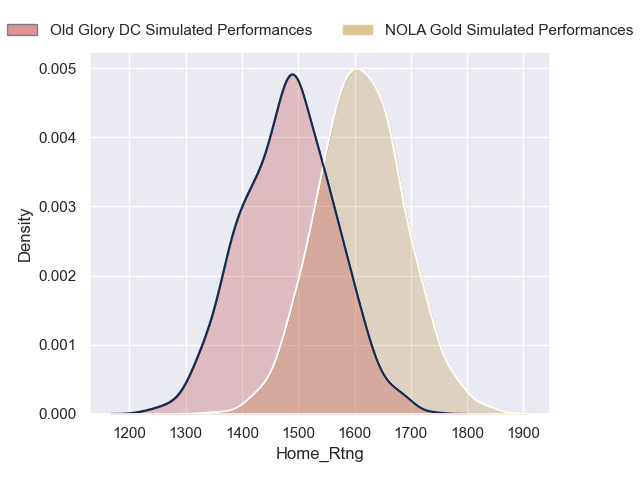 Old Glory DC Simulated Performances NOLA Gold Simulated Performances
0.005
0.004
0.003
0.002
0.001
0.000
Density
1200 1300 1400 1500 1600 1700 1800 1900
Home_Rtng